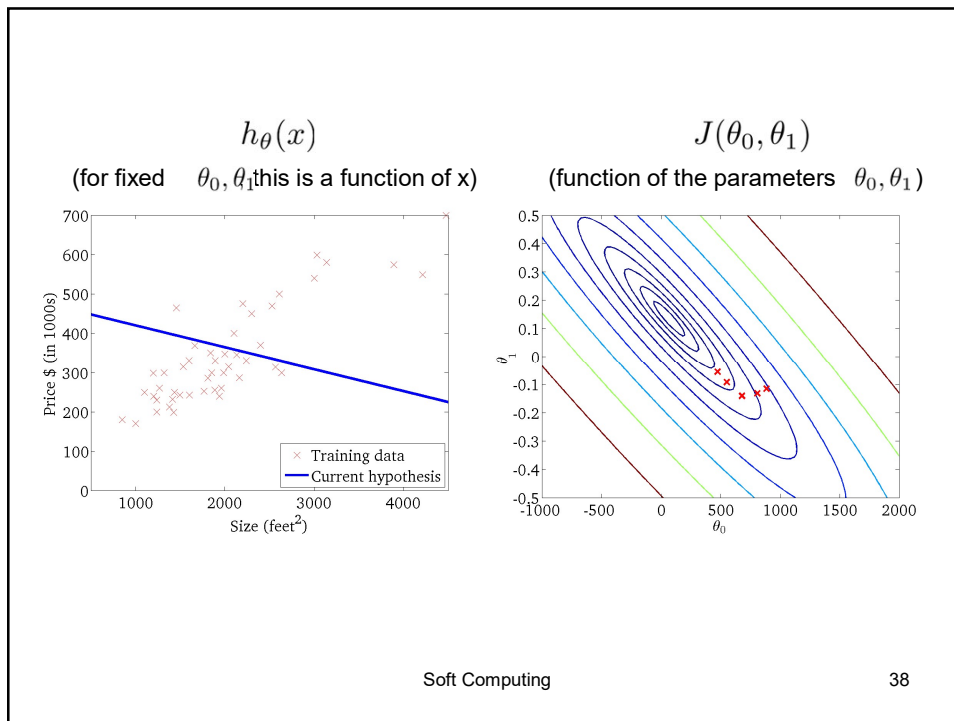 h_θ(x)
(for fixed θ₀, θ₁ this is a function of x)
700
600
500
400
300
200
100
0
Price $ (in 1000s)
1000 2000 3000 4000
Size (feet²)
Training data
Current hypothesis
J(θ₀, θ₁)
(function of the parameters θ₀, θ₁)
0.5
0.4
0.3
0.2
0.1
0
-0.1
-0.2
-0.3
-0.4
-0.5
θ₁
-1000 -500 0 500 1000 1500 2000
θ₀
Soft Computing 38